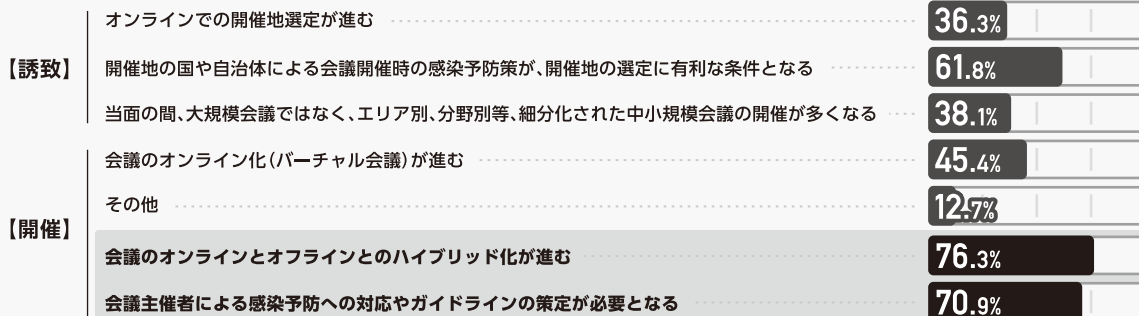 オンラインでの開催地選定が進む 36.3%
【誘致】 開催地の国や自治体による会議開催時の感染予防策が、開催地の選定に有利な条件となる 61.8%
当面の間、大規模会議ではなく、エリア別、分野別等、細分化された中小規模会議の開催が多くなる 38.1%
会議のオンライン化（バーチャル会議）が進む 45.4%
その他 12.7%
【開催】
会議のオンラインとオフラインとのハイブリッド化が進む 76.3%
会議主催者による感染予防への対応やガイドラインの策定が必要となる 70.9%